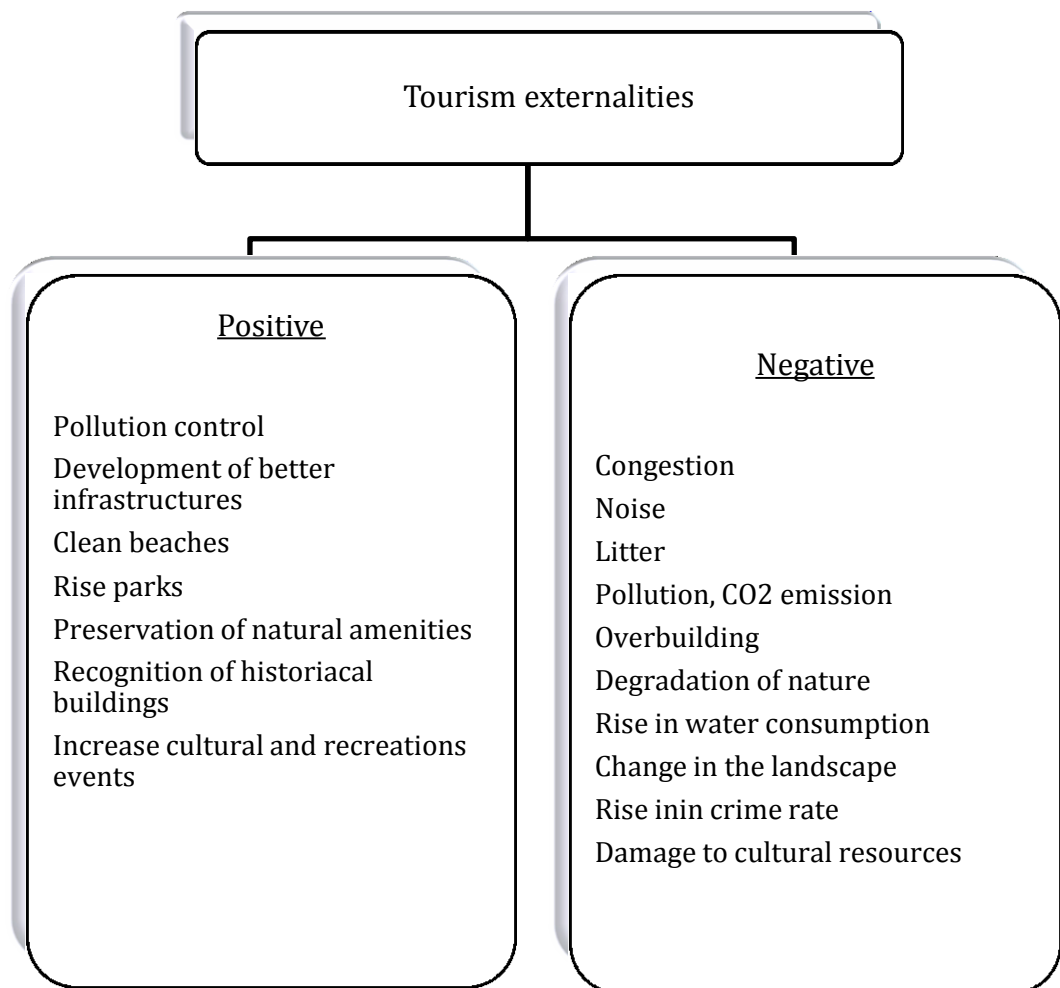 Tourism externalities
Positive
Pollution control
Development of better
infrastructures
Clean beaches
Rise parks
Preservation of natural amenities
Recognition of historiacal
buildings
Increase cultural and recreations
events
Negative
Congestion
Noise
Litter
Pollution, CO2 emission
Overbuilding
Degradation of nature
Rise in water consumption
Change in the landscape
Rise inin crime rate
Damage to cultural resources